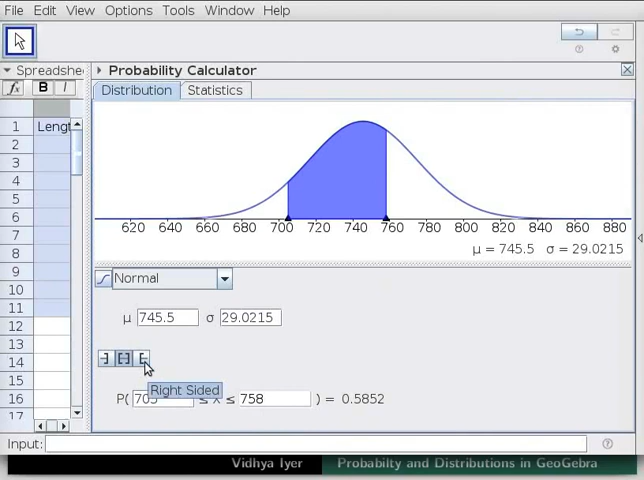 File Edit View Options Tools Window Help
Spreadshe
Probability Calculator
B I
Distribution Statistics
1 Lengt
2
3
4
5
6
7
8
9
10
11
12
13
14
15
16
17
620 640 660 680 700 720 740 760 780 800 820 840 860 880
μ = 745.5 σ = 29.0215
Normal
μ 745.5 σ 29.0215
Right Sided
P( 705 ≤ X ≤ 758 ) = 0.5852
Input:
Vidhya Iyer Probabilty and Distributions in GeoGebra